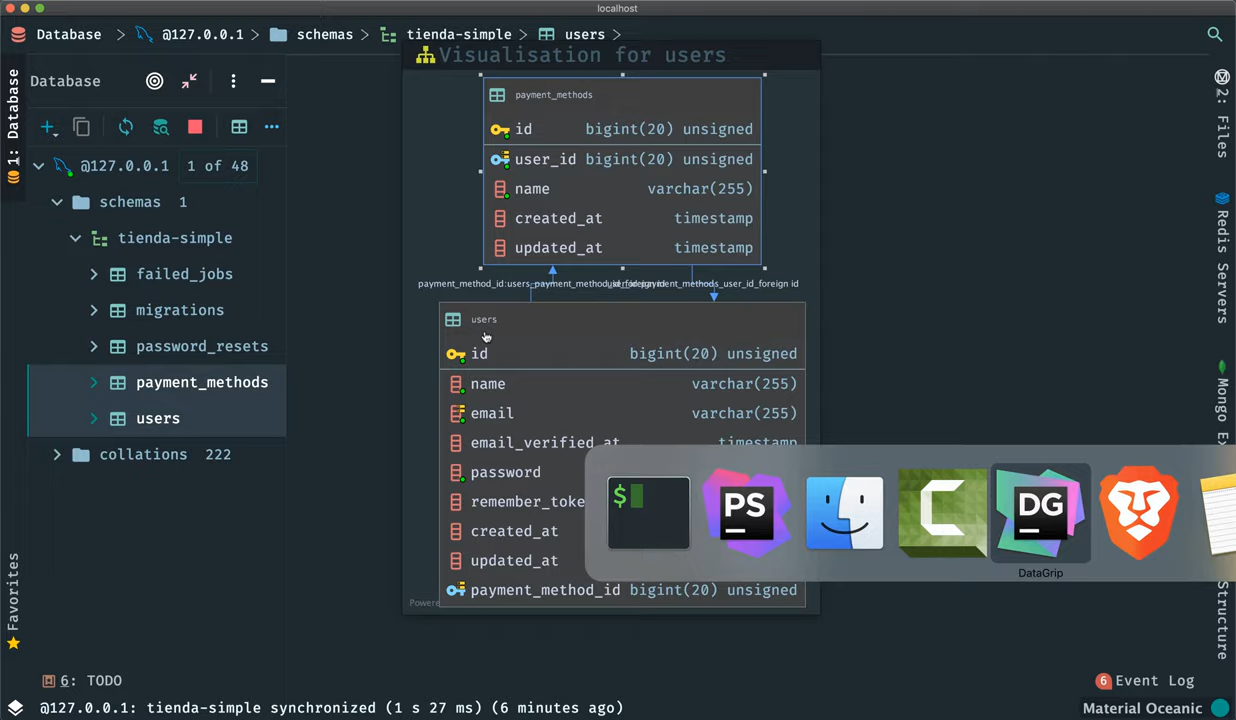 localhost
Database
@127.0.0.1
schemas
tienda-simple
users
1: Database
Database
@127.0.0.1 1 of 48
schemas 1
tienda-simple
failed_jobs
migrations
password_resets
payment_methods
users
collations 222
Visualisation for users
payment_methods
id bigint(20) unsigned
user_id bigint(20) unsigned
name varchar(255)
created_at timestamp
updated_at timestamp
users
id bigint(20) unsigned
name varchar(255)
email varchar(255)
email_verified_at timestamp
password
remember_toke
created_at
updated_at
payment_method_id bigint(20) unsigned
Powere
$
PS
DG
DataGrip
2: Files
Redis Servers
Mongo Ex
Structure
Favorites
6: TODO
6 Event Log
@127.0.0.1: tienda-simple synchronized (1 s 27 ms) (6 minutes ago)
Material Oceanic